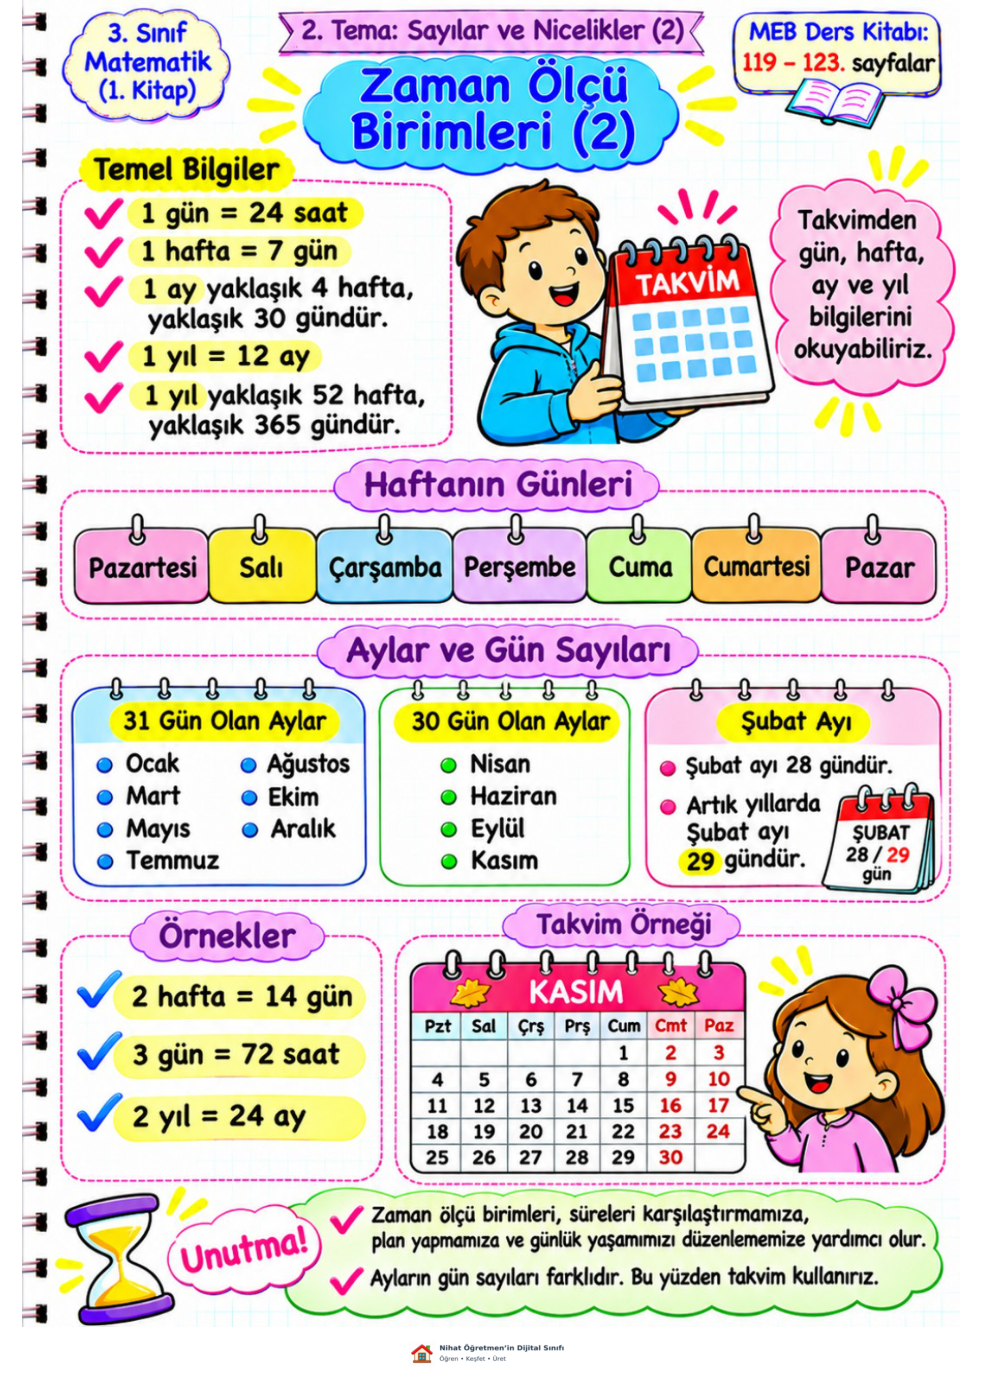 3. Sınıf
Matematik
(1. Kitap)
2. Tema: Sayılar ve Nicelikler (2)
MEB Ders Kitabı:
119 – 123. sayfalar
Zaman Ölçü
Birimleri (2)
Temel Bilgiler
1 gün = 24 saat
1 hafta = 7 gün
1 ay yaklaşık 4 hafta,
yaklaşık 30 gündür.
1 yıl = 12 ay
1 yıl yaklaşık 52 hafta,
yaklaşık 365 gündür.
TAKVİM
Takvimden
gün, hafta,
ay ve yıl
bilgilerini
okuyabiliriz.
Haftanın Günleri
Pazartesi Salı Çarşamba Perşembe Cuma Cumartesi Pazar
Aylar ve Gün Sayıları
31 Gün Olan Aylar
Ocak Ağustos
Mart Ekim
Mayıs Aralık
Temmuz
30 Gün Olan Aylar
Nisan
Haziran
Eylül
Kasım
Şubat Ayı
Şubat ayı 28 gündür.
Artık yıllarda
Şubat ayı
29 gündür.
ŞUBAT
28 / 29
gün
Örnekler
2 hafta = 14 gün
3 gün = 72 saat
2 yıl = 24 ay
Takvim Örneği
KASIM
Pzt Sal Çrş Prş Cum Cmt Paz
1 2 3
4 5 6 7 8 9 10
11 12 13 14 15 16 17
18 19 20 21 22 23 24
25 26 27 28 29 30
Unutma!
Zaman ölçü birimleri, süreleri karşılaştırmamıza,
plan yapmamıza ve günlük yaşamımızı düzenlememize yardımcı olur.
Ayların gün sayıları farklıdır. Bu yüzden takvim kullanırız.
Nihat Öğretmen'in Dijital Sınıfı
Öğren • Keşfet • Üret